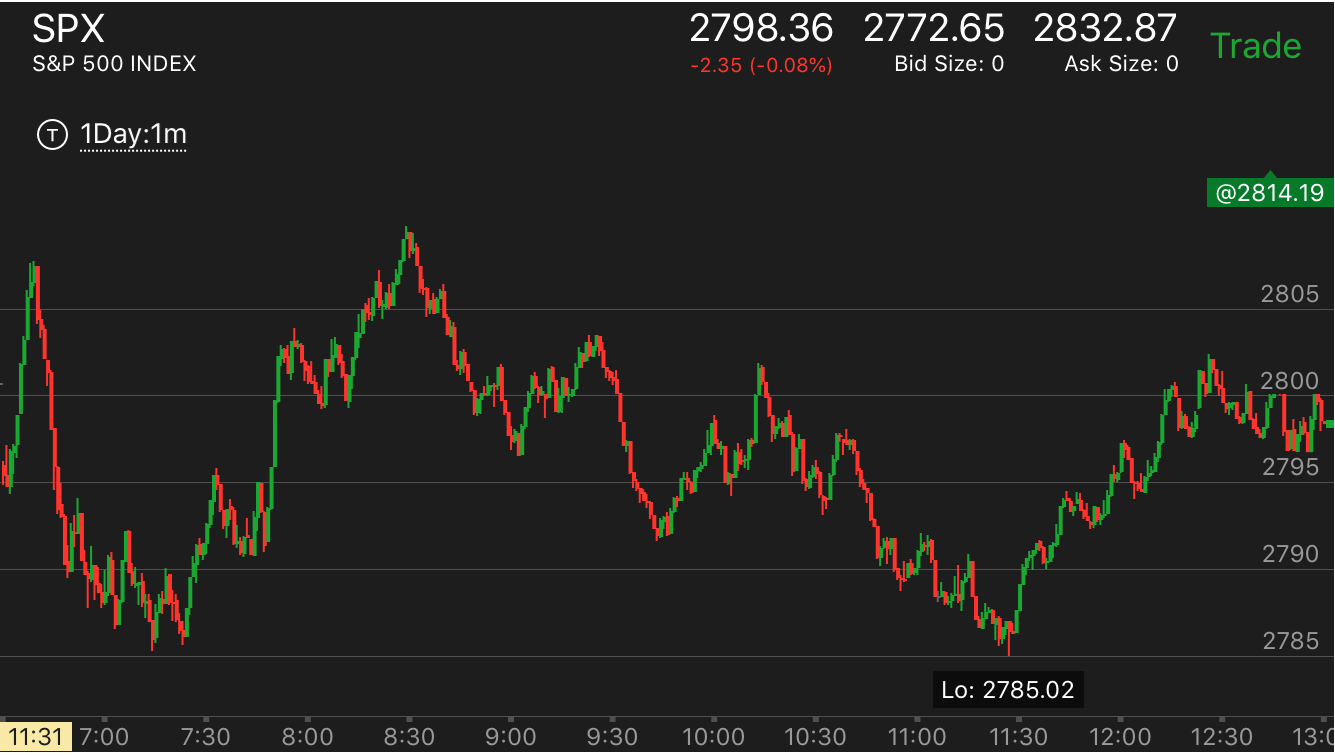 SPX
S&P 500 INDEX
2798.36
-2.35 (-0.08%)
2772.65
Bid Size: 0
2832.87
Ask Size: 0
Trade
T 1Day:1m
@2814.19
2805
2800
2795
2790
2785
Lo: 2785.02
11:31 7:00 7:30 8:00 8:30 9:00 9:30 10:00 10:30 11:00 11:30 12:00 12:30 13:0